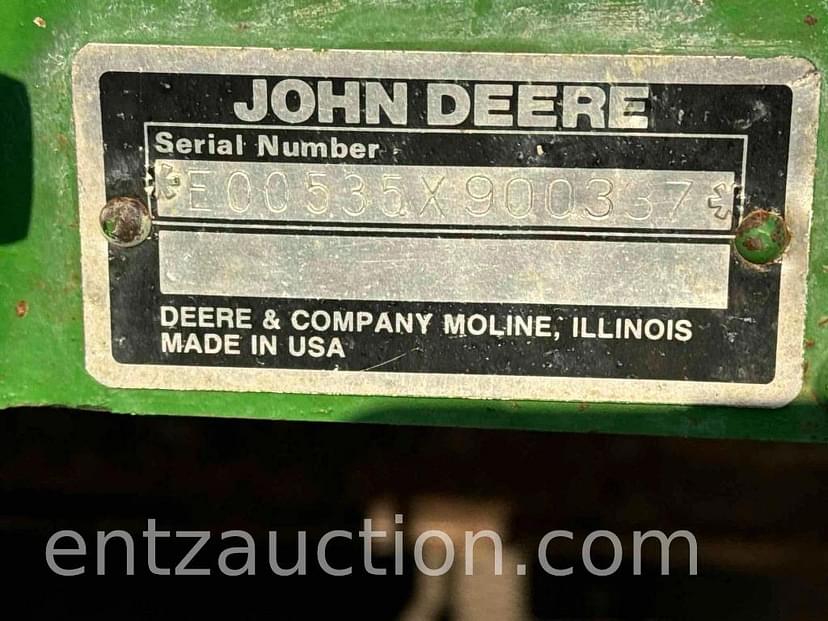 JOHN DEERE
Serial Number
*E00535X900337*
DEERE & COMPANY MOLINE, ILLINOIS
MADE IN USA
entzauction.com